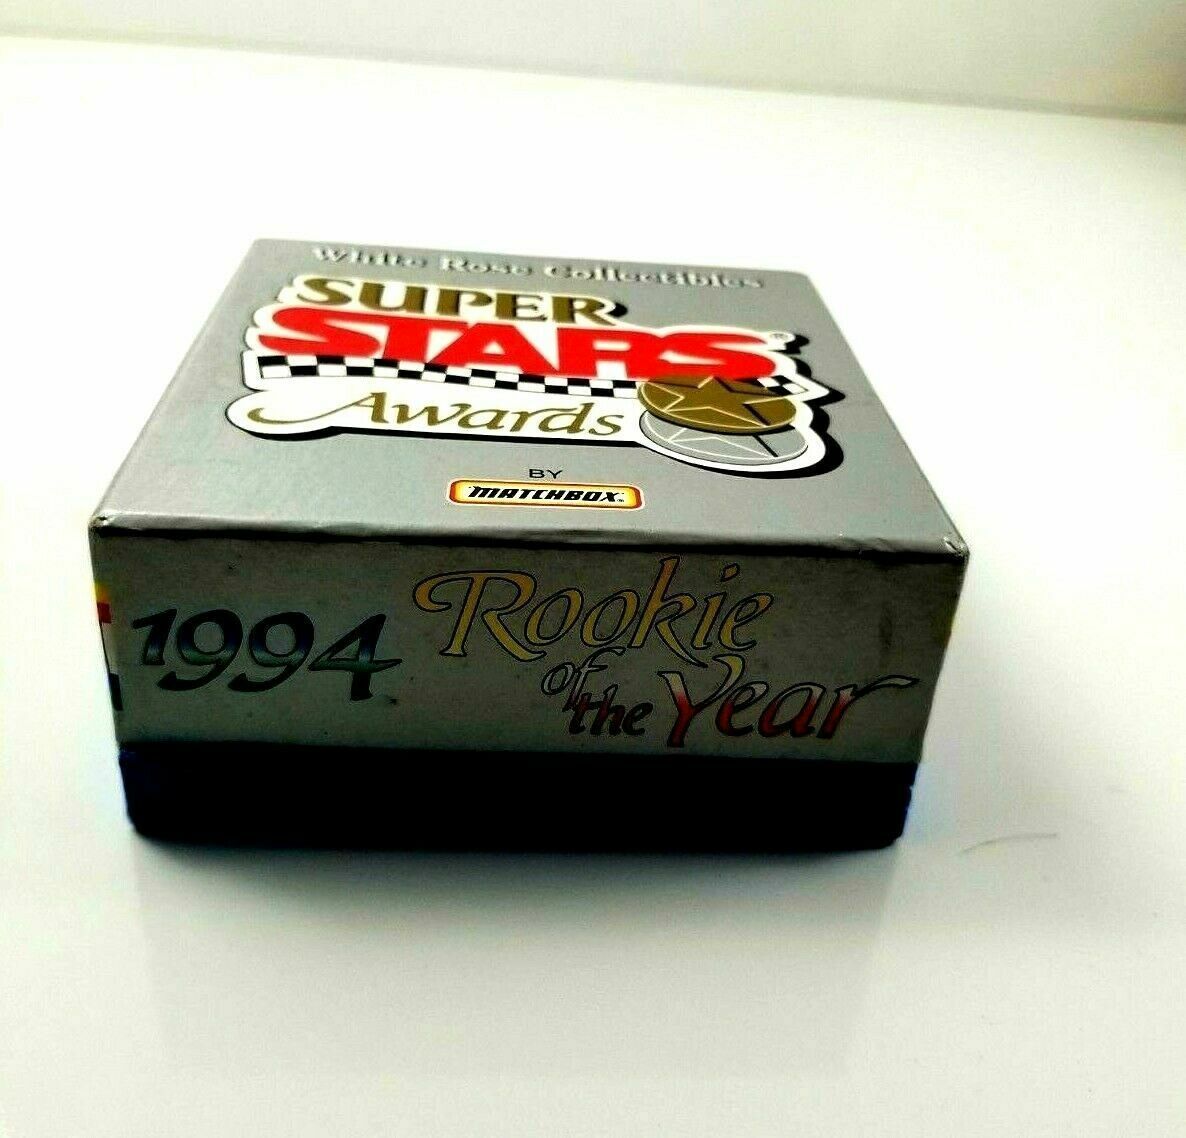 White Rose Collectibles
SUPER
STARS®
Awards
BY
MATCHBOX
1994 Rookie
of
the Year